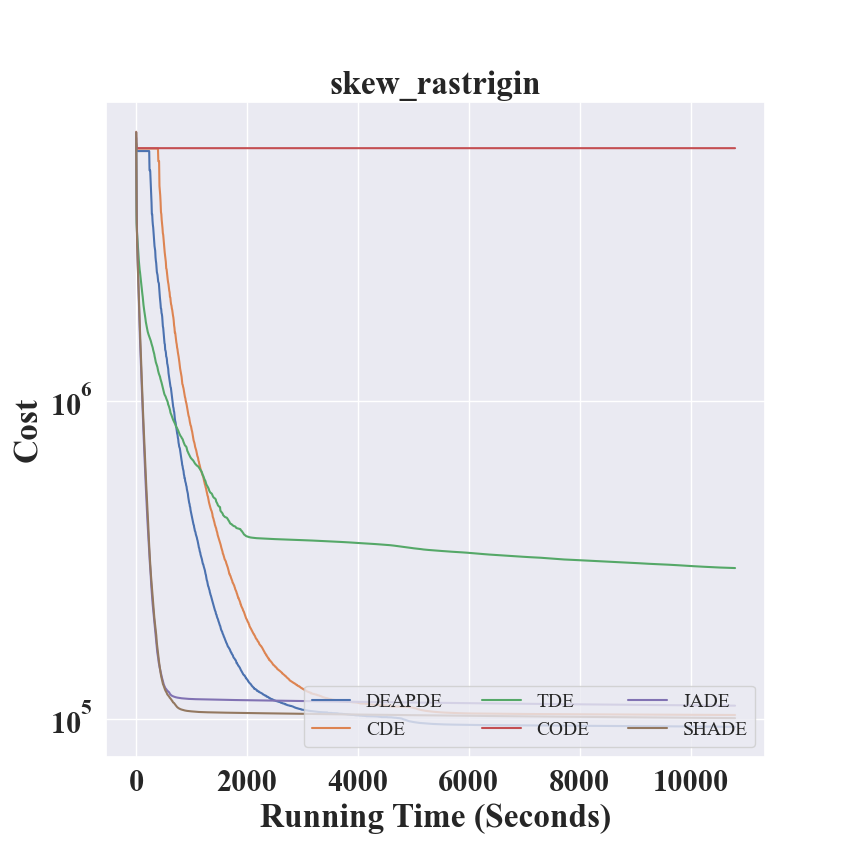 skew_rastrigin
Cost
10^6
10^5
DEAPDE TDE JADE
CDE CODE SHADE
0 2000 4000 6000 8000 10000
Running Time (Seconds)